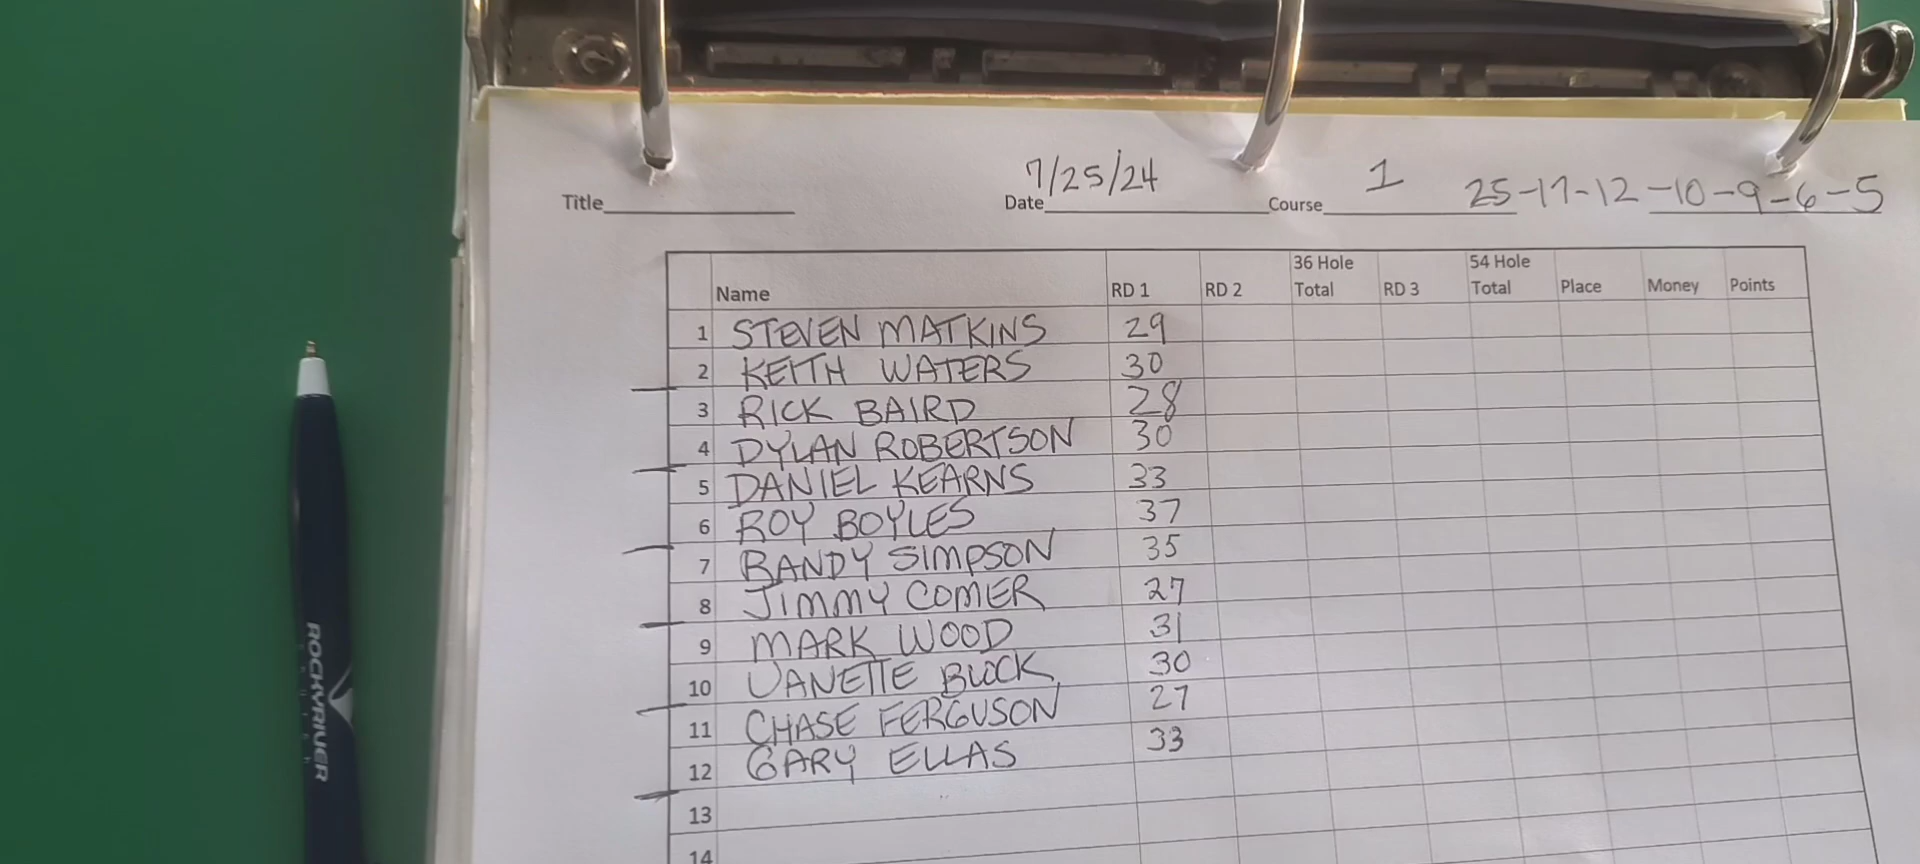 7/25/24 1 25-17-12-10-9-6-5
Title Date Course
Name RD 1 RD 2 36 Hole Total RD 3 54 Hole Total Place Money Points
1 STEVEN MATKINS 29
2 KEITH WATERS 30
3 RICK BAIRD 28
4 DYLAN ROBERTSON 30
5 DANIEL KEARNS 33
6 ROY BOYLES 37
7 RANDY SIMPSON 35
8 JIMMY COMER 27
9 MARK WOOD 31
10 VANETTE BUCK 30
11 CHASE FERGUSON 27
12 GARY ELLAS 33
13
14
ROCKYRIVER